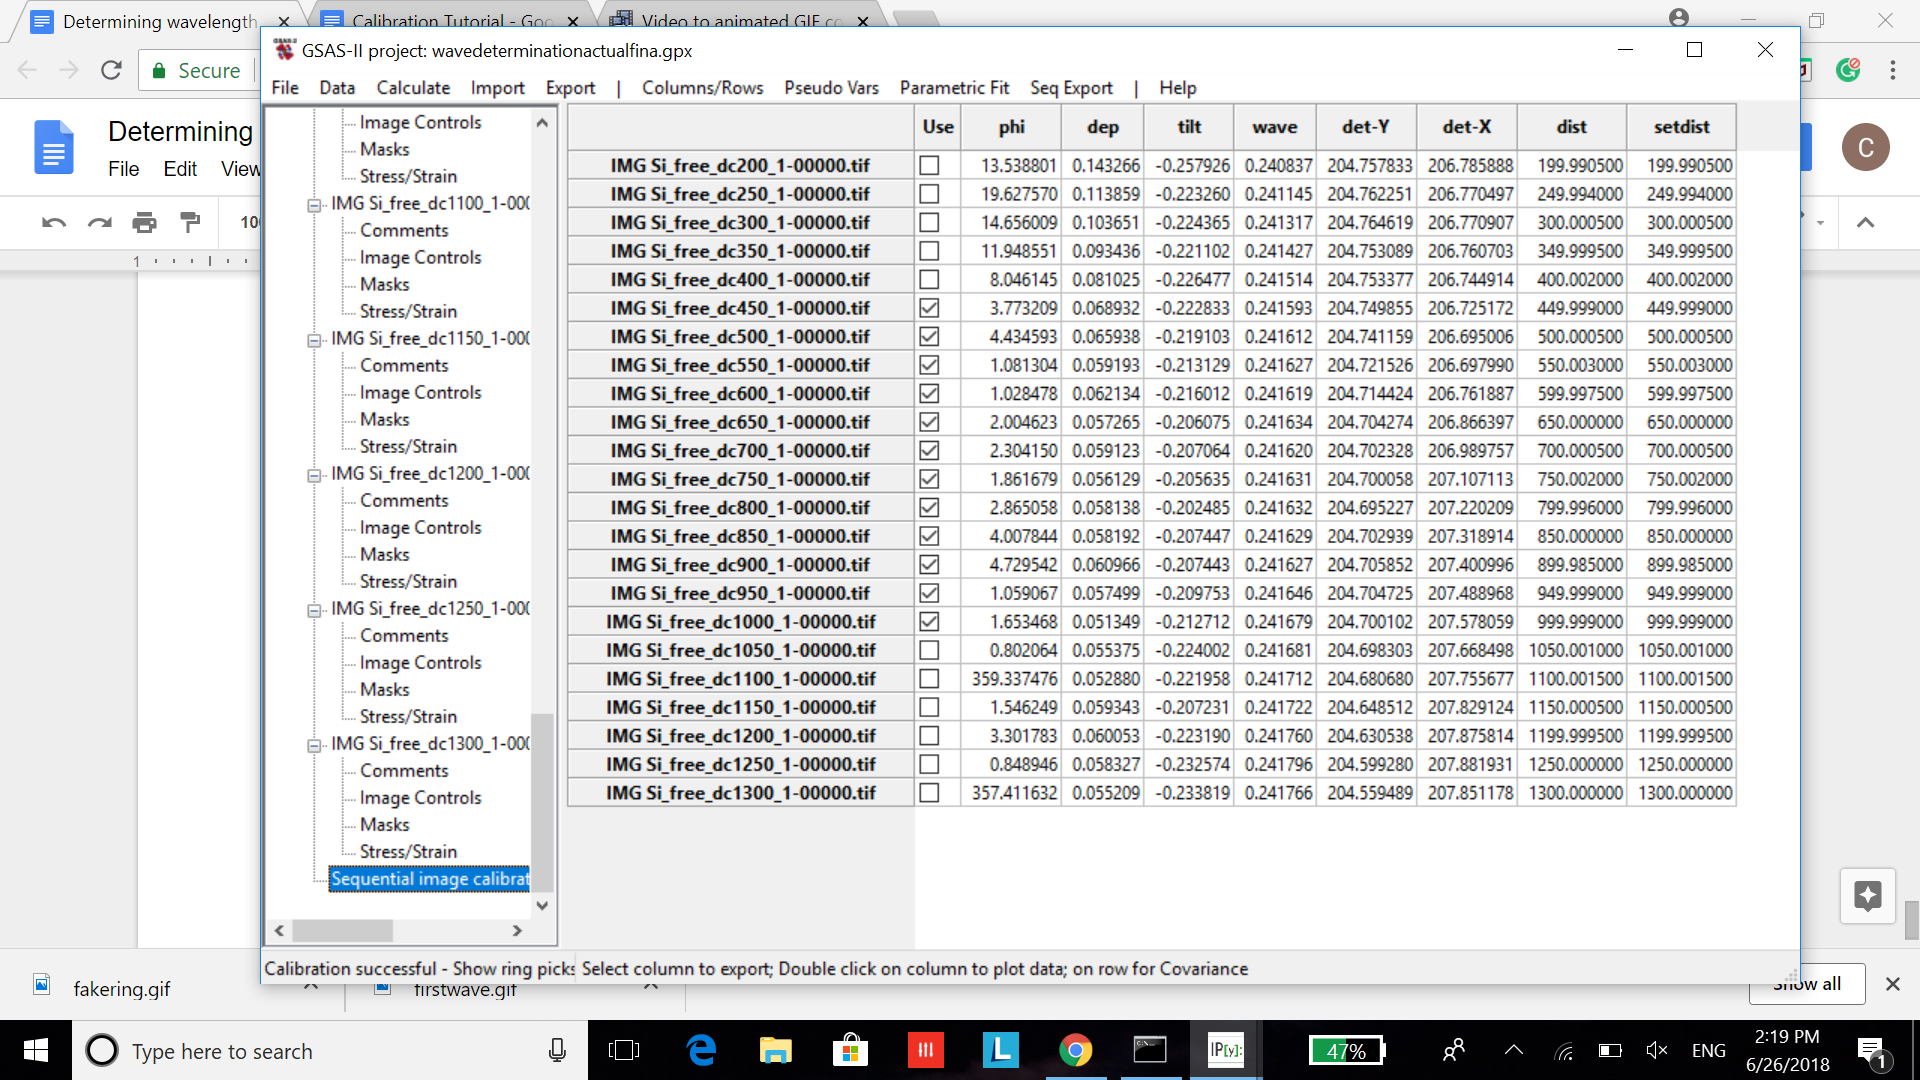 Determining wavelength
Calibration Tutorial - Goo
Video to animated GIF co
Secure
GSAS-II project: wavedeterminationactualfina.gpx
File Data Calculate Import Export | Columns/Rows Pseudo Vars Parametric Fit Seq Export | Help
Determining
File Edit View
C
10
1
Image Controls
Masks
Stress/Strain
IMG Si_free_dc1100_1-000
Comments
Image Controls
Masks
Stress/Strain
IMG Si_free_dc1150_1-000
Comments
Image Controls
Masks
Stress/Strain
IMG Si_free_dc1200_1-000
Comments
Image Controls
Masks
Stress/Strain
IMG Si_free_dc1250_1-000
Comments
Image Controls
Masks
Stress/Strain
IMG Si_free_dc1300_1-000
Comments
Image Controls
Masks
Stress/Strain
Sequential image calibrat
Use phi dep tilt wave det-Y det-X dist setdist
IMG Si_free_dc200_1-00000.tif 13.538801 0.143266 -0.257926 0.240837 204.757833 206.785888 199.990500 199.990500
IMG Si_free_dc250_1-00000.tif 19.627570 0.113859 -0.223260 0.241145 204.762251 206.770497 249.994000 249.994000
IMG Si_free_dc300_1-00000.tif 14.656009 0.103651 -0.224365 0.241317 204.764619 206.770907 300.000500 300.000500
IMG Si_free_dc350_1-00000.tif 11.948551 0.093436 -0.221102 0.241427 204.753089 206.760703 349.999500 349.999500
IMG Si_free_dc400_1-00000.tif 8.046145 0.081025 -0.226477 0.241514 204.753377 206.744914 400.002000 400.002000
IMG Si_free_dc450_1-00000.tif 3.773209 0.068932 -0.222833 0.241593 204.749855 206.725172 449.999000 449.999000
IMG Si_free_dc500_1-00000.tif 4.434593 0.065938 -0.219103 0.241612 204.741159 206.695006 500.000500 500.000500
IMG Si_free_dc550_1-00000.tif 1.081304 0.059193 -0.213129 0.241627 204.721526 206.697990 550.003000 550.003000
IMG Si_free_dc600_1-00000.tif 1.028478 0.062134 -0.216012 0.241619 204.714424 206.761887 599.997500 599.997500
IMG Si_free_dc650_1-00000.tif 2.004623 0.057265 -0.206075 0.241634 204.704274 206.866397 650.000000 650.000000
IMG Si_free_dc700_1-00000.tif 2.304150 0.059123 -0.207064 0.241620 204.702328 206.989757 700.000500 700.000500
IMG Si_free_dc750_1-00000.tif 1.861679 0.056129 -0.205635 0.241631 204.700058 207.107113 750.002000 750.002000
IMG Si_free_dc800_1-00000.tif 2.865058 0.058138 -0.202485 0.241632 204.695227 207.220209 799.996000 799.996000
IMG Si_free_dc850_1-00000.tif 4.007844 0.058192 -0.207447 0.241629 204.702939 207.318914 850.000000 850.000000
IMG Si_free_dc900_1-00000.tif 4.729542 0.060966 -0.207443 0.241627 204.705852 207.400996 899.985000 899.985000
IMG Si_free_dc950_1-00000.tif 1.059067 0.057499 -0.209753 0.241646 204.704725 207.488968 949.999000 949.999000
IMG Si_free_dc1000_1-00000.tif 1.653468 0.051349 -0.212712 0.241679 204.700102 207.578059 999.999000 999.999000
IMG Si_free_dc1050_1-00000.tif 0.802064 0.055375 -0.224002 0.241681 204.698303 207.668498 1050.001000 1050.001000
IMG Si_free_dc1100_1-00000.tif 359.337476 0.052880 -0.221958 0.241712 204.680680 207.755677 1100.001500 1100.001500
IMG Si_free_dc1150_1-00000.tif 1.546249 0.059343 -0.207231 0.241722 204.648512 207.829124 1150.000500 1150.000500
IMG Si_free_dc1200_1-00000.tif 3.301783 0.060053 -0.223190 0.241760 204.630538 207.875814 1199.999500 1199.999500
IMG Si_free_dc1250_1-00000.tif 0.848946 0.058327 -0.232574 0.241796 204.599280 207.881931 1250.000000 1250.000000
IMG Si_free_dc1300_1-00000.tif 357.411632 0.055209 -0.233819 0.241766 204.559489 207.851178 1300.000000 1300.000000
Calibration successful - Show ring picks Select column to export; Double click on column to plot data; on row for Covariance
fakering.gif
firstwave.gif
Show all
Type here to search
L
IP[y]:
47%
ENG
2:19 PM
6/26/2018
1